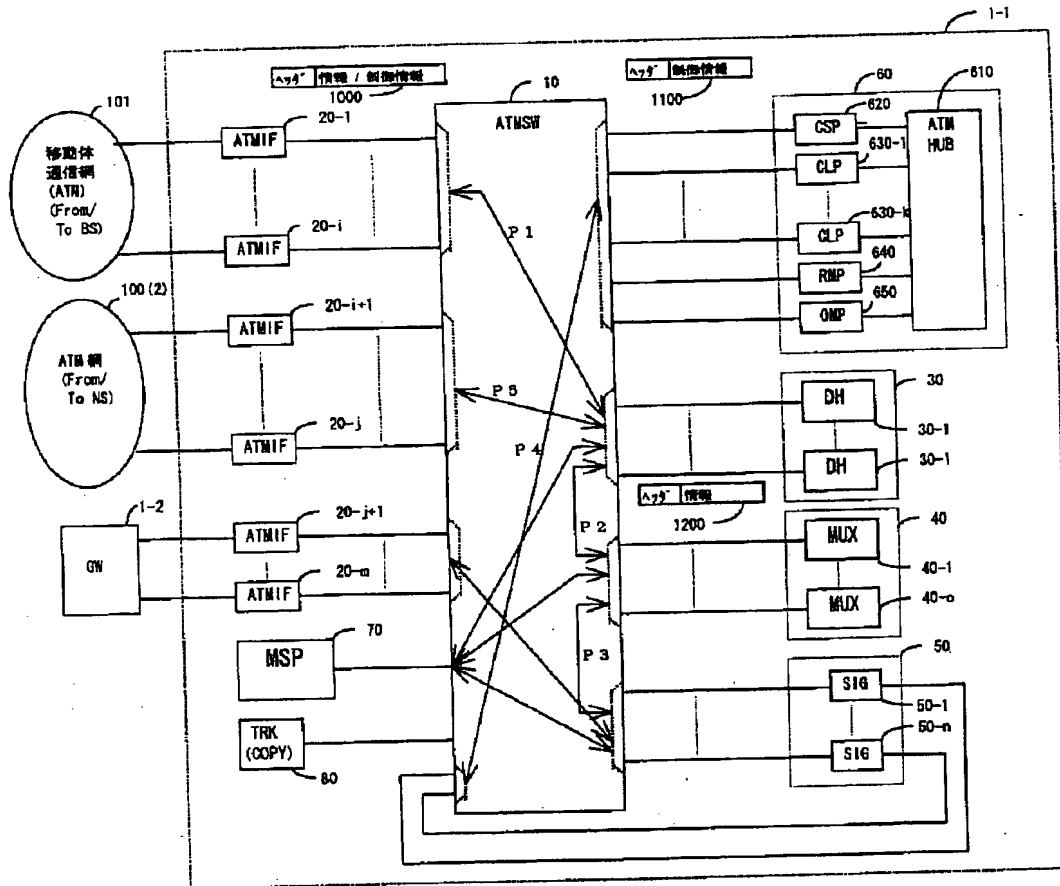 1-1
ヘッダ 情報 / 制御情報
1000
10
ATMSW
ヘッダ 制御情報
1100
60
610
ATM
HUB
620
CSP
630-1
CLP
630-k
CLP
640
RMP
650
OMP
101
移動体
通信網
(ATM)
(From/
To BS)
20-1
ATMIF
20-i
ATMIF
P1
100(2)
ATM網
(From/
To NS)
20-i+1
ATMIF
20-j
ATMIF
P5
P4
30
DH
30-1
DH
30-l
ヘッダ 情報
1200
1-2
GW
20-j+1
ATMIF
20-m
ATMIF
P2
40
MUX
40-1
MUX
40-o
70
MSP
P3
50
SIG
50-1
SIG
50-n
TRK
(COPY)
80